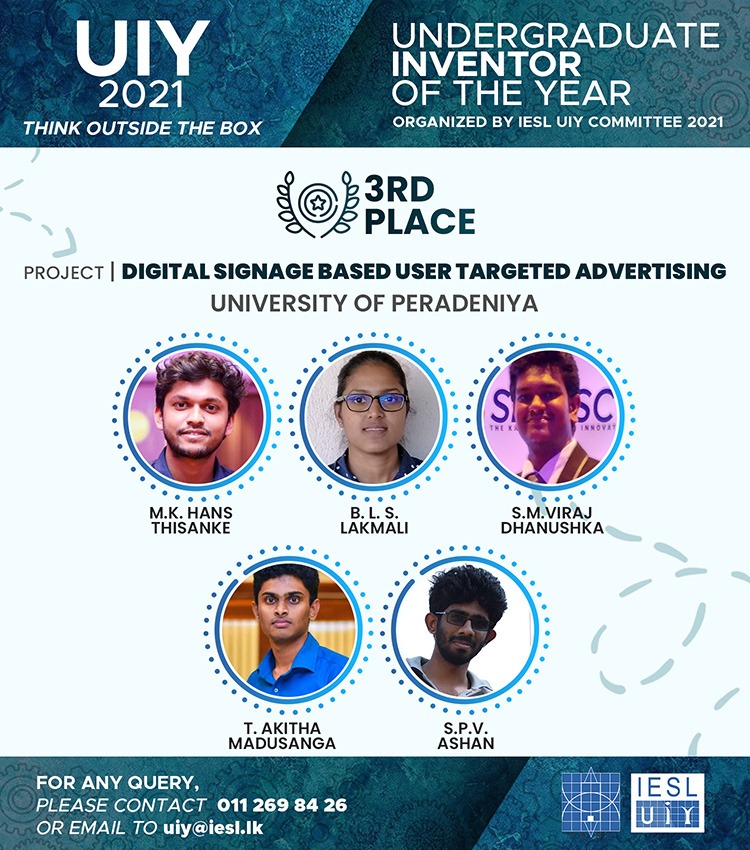 UIY
2021
THINK OUTSIDE THE BOX
UNDERGRADUATE
INVENTOR
OF THE YEAR
ORGANIZED BY IESL UIY COMMITTEE 2021
3RD
PLACE
PROJECT | DIGITAL SIGNAGE BASED USER TARGETED ADVERTISING
UNIVERSITY OF PERADENIYA
M.K. HANS
THISANKE
B. L. S.
LAKMALI
S.M.VIRAJ
DHANUSHKA
T. AKITHA
MADUSANGA
S.P.V.
ASHAN
FOR ANY QUERY,
PLEASE CONTACT 011 269 84 26
OR EMAIL TO uiy@iesl.lk
IESL
UiY